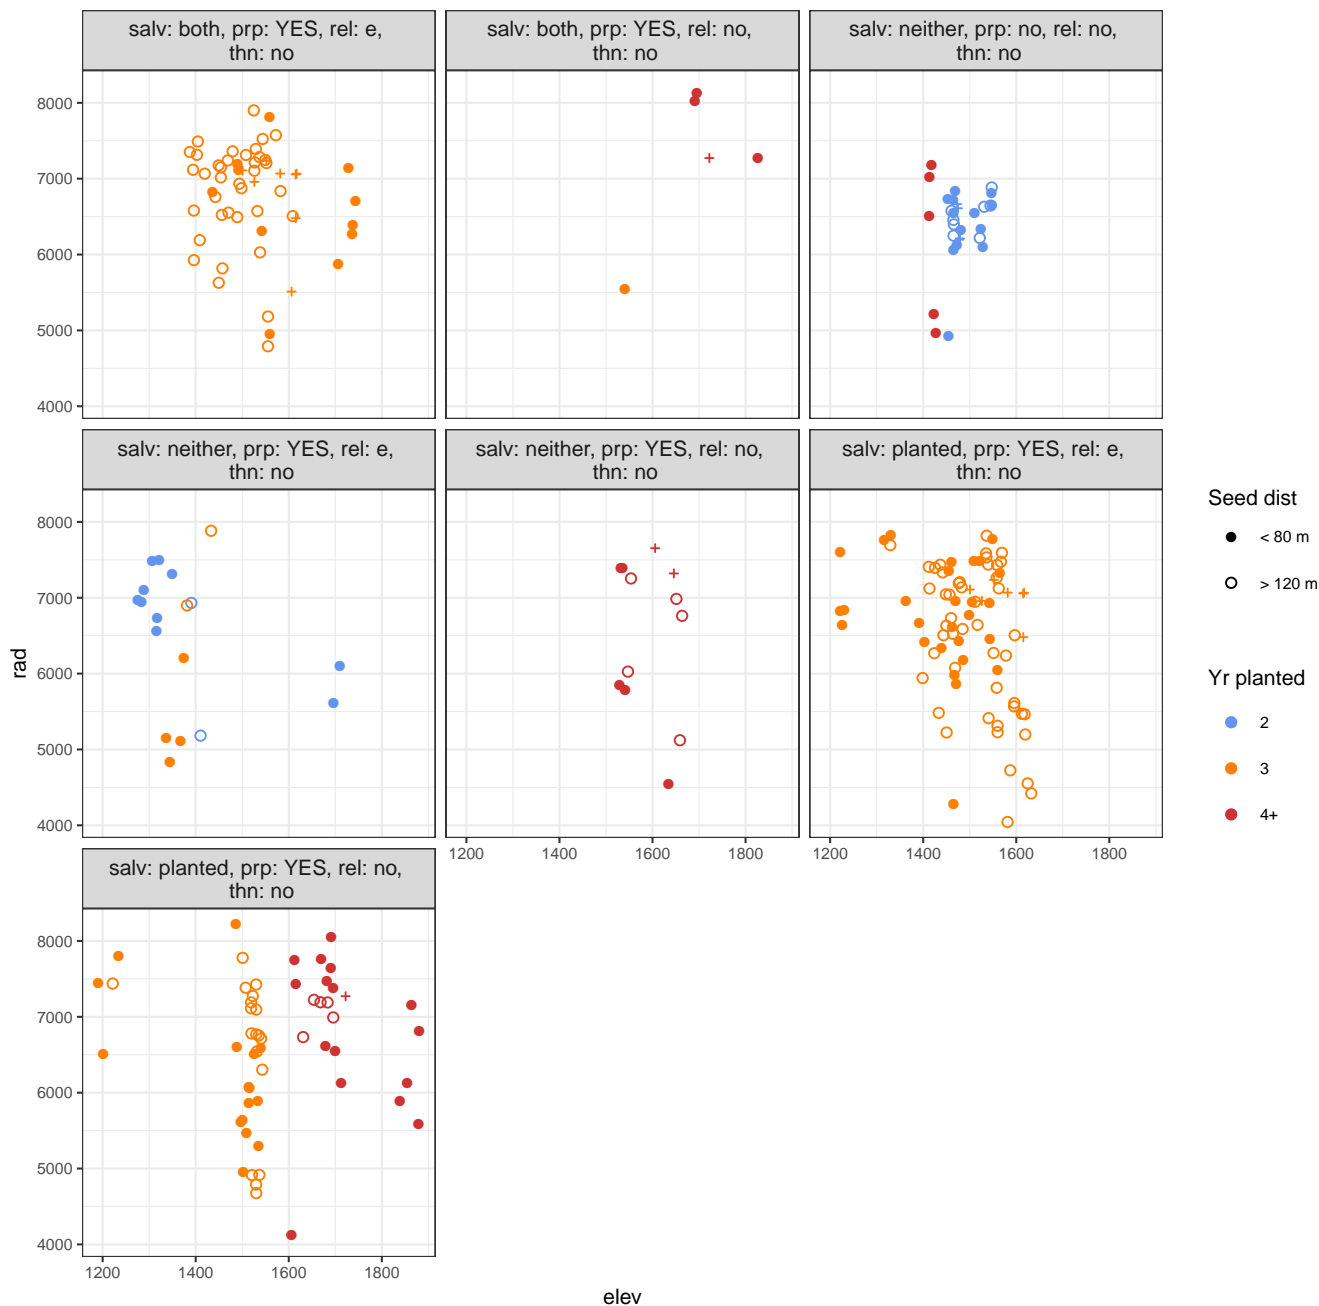 salv: both, prp: YES, rel: e,
thn: no
salv: both, prp: YES, rel: no,
thn: no
salv: neither, prp: no, rel: no,
thn: no
8000
7000
6000
5000
4000
salv: neither, prp: YES, rel: e,
thn: no
salv: neither, prp: YES, rel: no,
thn: no
salv: planted, prp: YES, rel: e,
thn: no
8000
7000
6000
5000
4000
1200 1400 1600 1800
1200 1400 1600 1800
salv: planted, prp: YES, rel: no,
thn: no
8000
7000
6000
5000
4000
1200 1400 1600 1800
rad
elev
Seed dist
< 80 m
> 120 m
Yr planted
2
3
4+